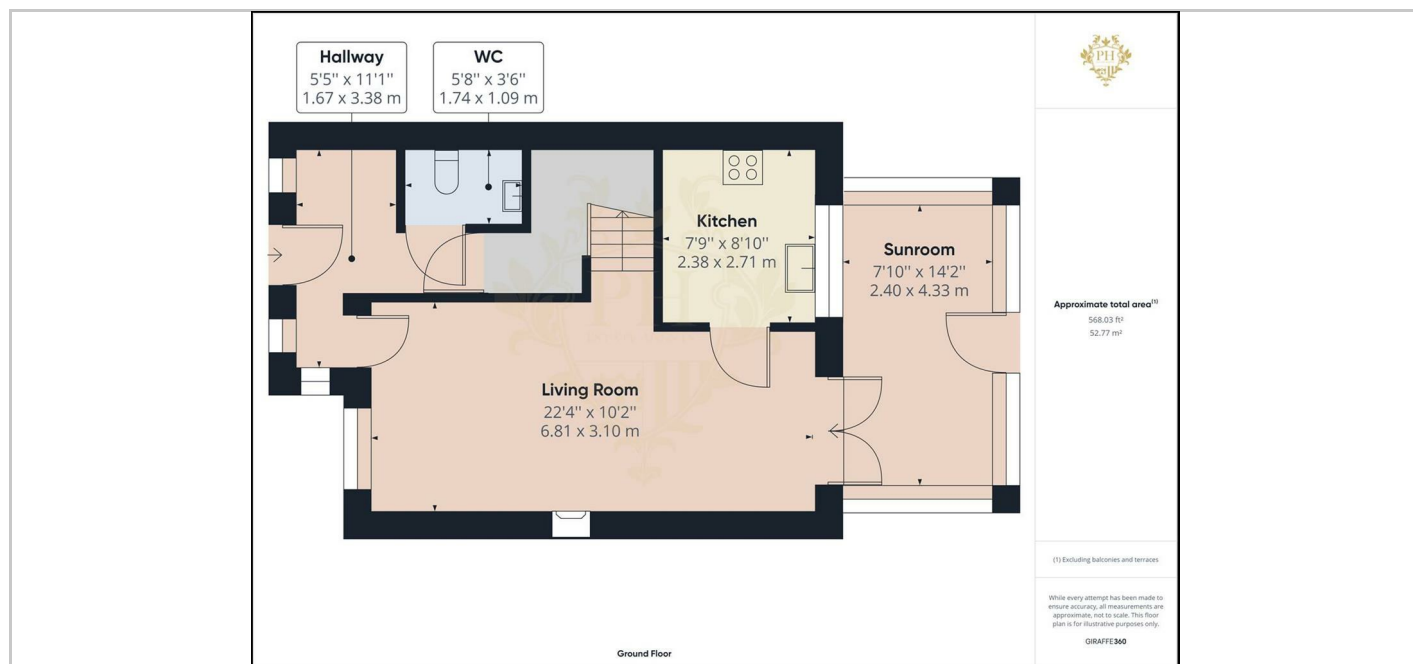 Hallway
5'5'' x 11'1''
1.67 x 3.38 m
WC
5'8'' x 3'6''
1.74 x 1.09 m
PH
Kitchen
7'9'' x 8'10''
2.38 x 2.71 m
Sunroom
7'10'' x 14'2''
2.40 x 4.33 m
Living Room
22'4'' x 10'2''
6.81 x 3.10 m
Ground Floor
Approximate total area(1)
568.03 ft²
52.77 m²
(1) Excluding balconies and terraces
While every attempt has been made to
ensure accuracy, all measurements are
approximate, not to scale. This floor
plan is for illustrative purposes only.
GIRAFFE360